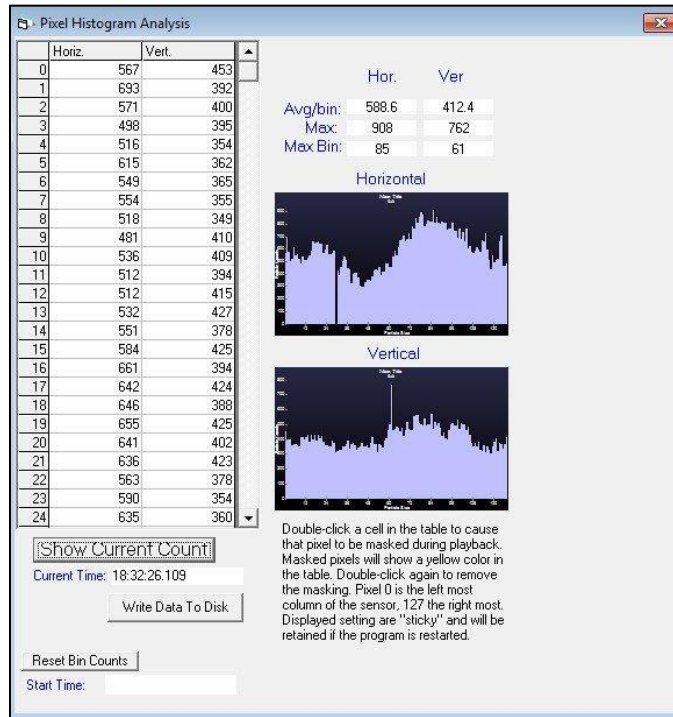 Pixel Histogram Analysis
Horiz. Vert.
0 567 453
1 693 392
2 571 400
3 498 395
4 516 354
5 615 362
6 549 365
7 554 355
8 518 349
9 481 410
10 536 409
11 512 394
12 512 415
13 532 427
14 551 378
15 584 425
16 661 394
17 642 424
18 646 388
19 655 425
20 641 402
21 636 423
22 563 378
23 590 354
24 635 360
Hor. Ver
Avg/bin: 588.6 412.4
Max: 908 762
Max Bin: 85 61
Horizontal
Vertical
Double-click a cell in the table to cause
that pixel to be masked during playback.
Masked pixels will show a yellow color in
the table. Double-click again to remove
the masking. Pixel 0 is the left most
column of the sensor, 127 the right most.
Displayed setting are "sticky" and will be
retained if the program is restarted.
Show Current Count
Current Time: 18:32:26.109
Write Data To Disk
Reset Bin Counts
Start Time: